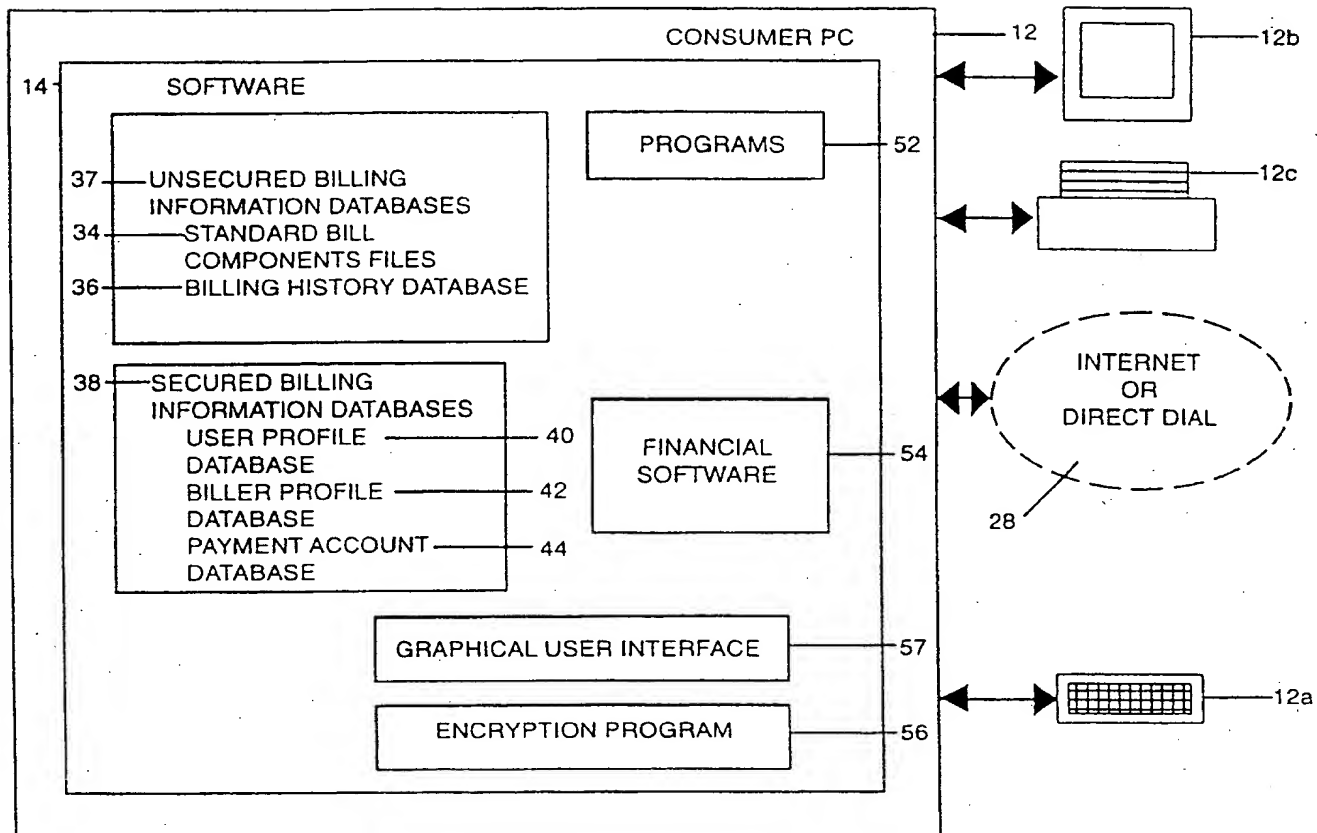 CONSUMER PC
12
12b
14
SOFTWARE
PROGRAMS
52
12c
37
UNSECURED BILLING
INFORMATION DATABASES
34
STANDARD BILL
COMPONENTS FILES
36
BILLING HISTORY DATABASE
38
SECURED BILLING
INFORMATION DATABASES
USER PROFILE
40
DATABASE
BILLER PROFILE
42
DATABASE
PAYMENT ACCOUNT
44
DATABASE
FINANCIAL
SOFTWARE
54
INTERNET
OR
DIRECT DIAL
28
GRAPHICAL USER INTERFACE
57
12a
ENCRYPTION PROGRAM
56